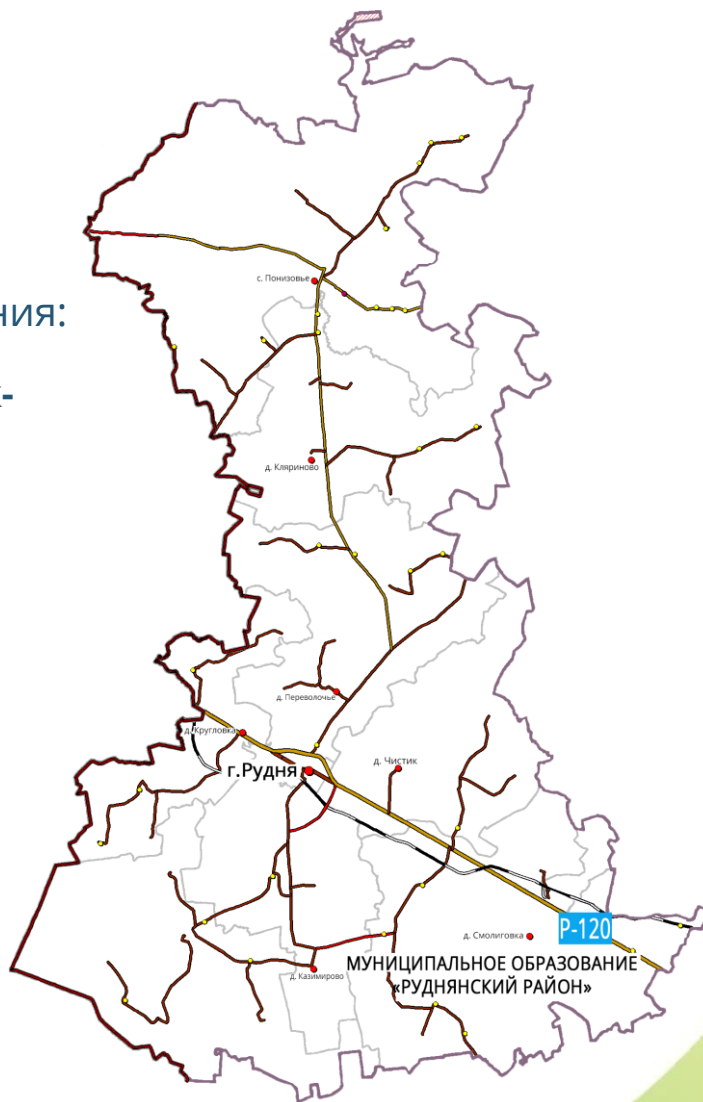 ния:
к-
с. Понизовье
д. Кляриново
д. Переволочье
д. Кругловка
г.Рудня
д. Чистик
Р-120
д. Смолиговка
МУНИЦИПАЛЬНОЕ ОБРАЗОВАНИЕ
«РУДНЯНСКИЙ РАЙОН»
д. Казимирово